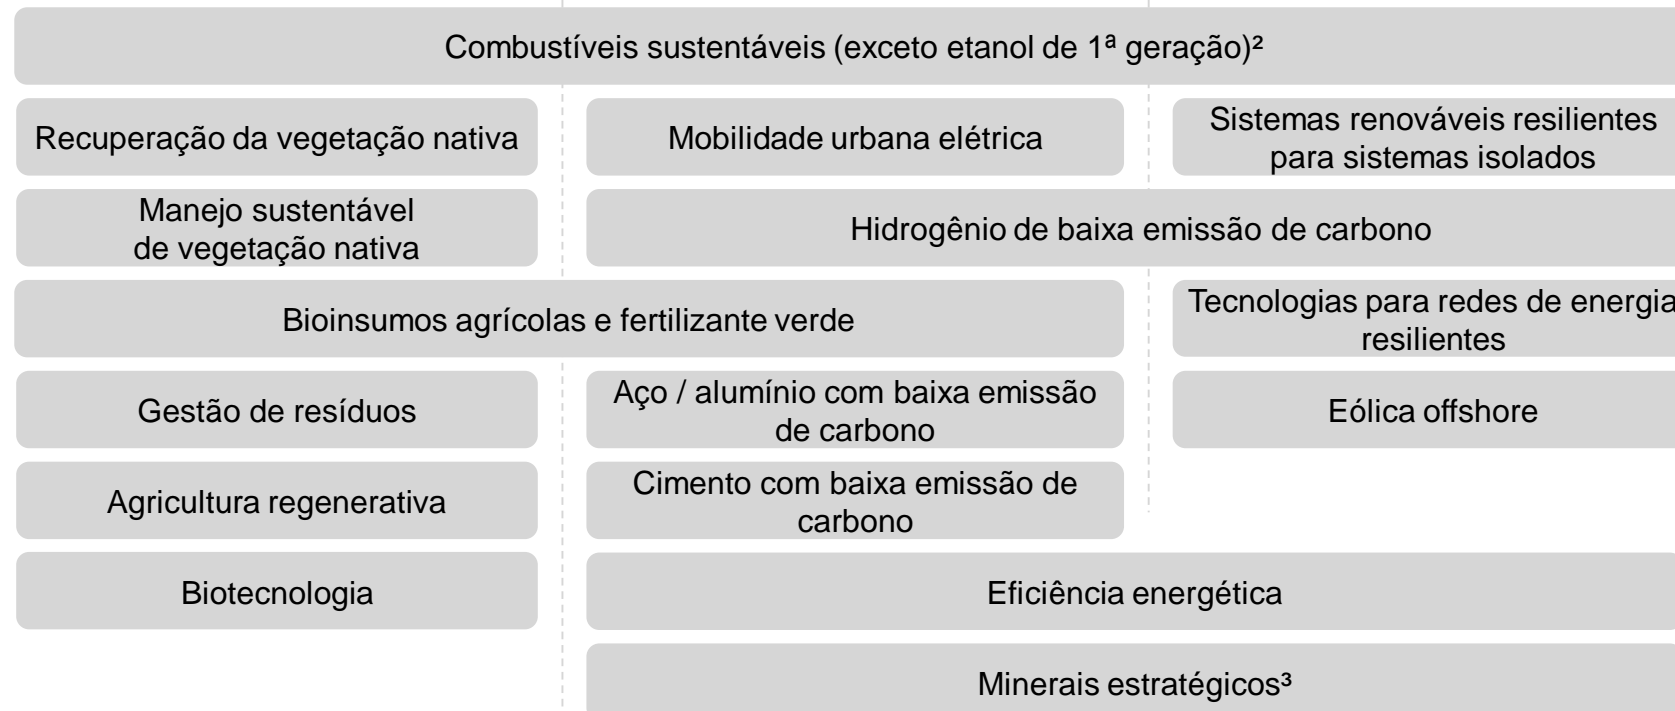 Combustíveis sustentáveis (exceto etanol de 1ª geração)²
Recuperação da vegetação nativa
Mobilidade urbana elétrica
Sistemas renováveis resilientes
para sistemas isolados
Manejo sustentável
de vegetação nativa
Hidrogênio de baixa emissão de carbono
Bioinsumos agrícolas e fertilizante verde
Tecnologias para redes de energia
resilientes
Gestão de resíduos
Aço / alumínio com baixa emissão
de carbono
Eólica offshore
Agricultura regenerativa
Cimento com baixa emissão de
carbono
Biotecnologia
Eficiência energética
Minerais estratégicos³